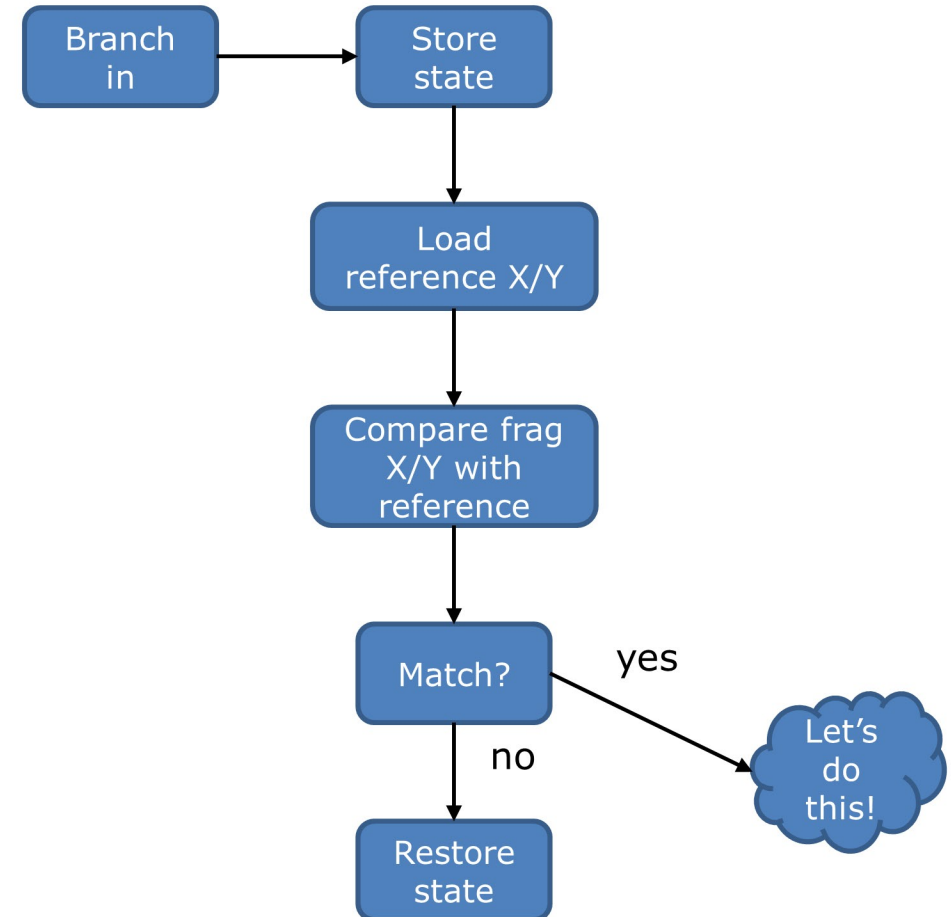 Branch
in
Store
state
Load
reference X/Y
Compare frag
X/Y with
reference
Match?
yes
no
Let’s
do
this!
Restore
state